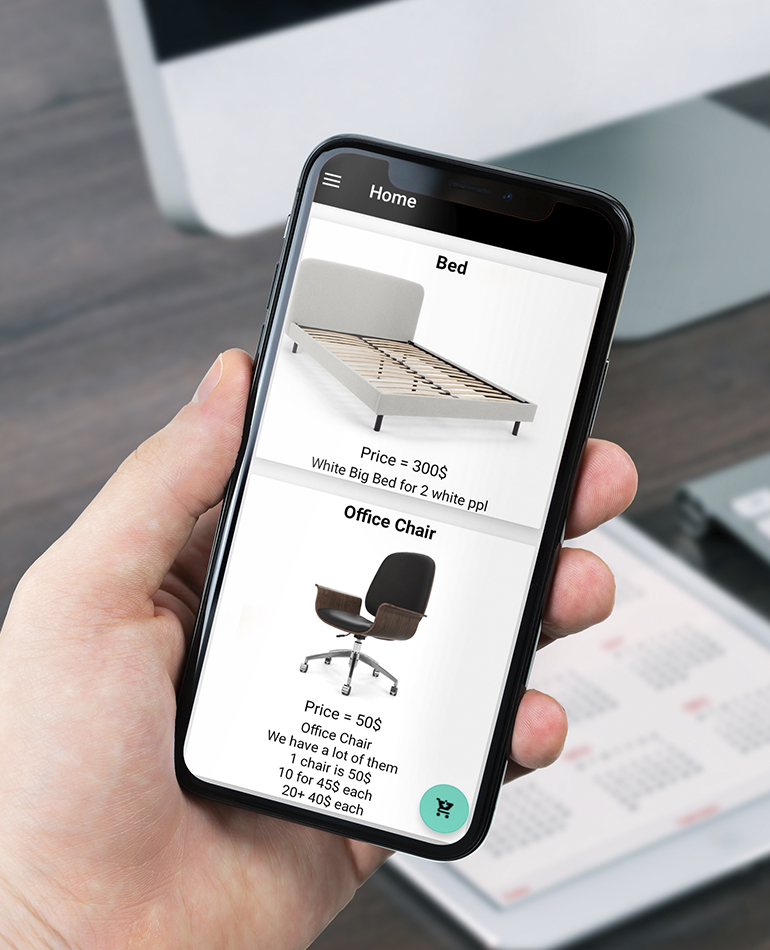 Home
Bed
Price = 300$
White Big Bed for 2 white ppl
Office Chair
Price = 50$
Office Chair
We have a lot of them
1 chair is 50$
10 for 45$ each
20+ 40$ each